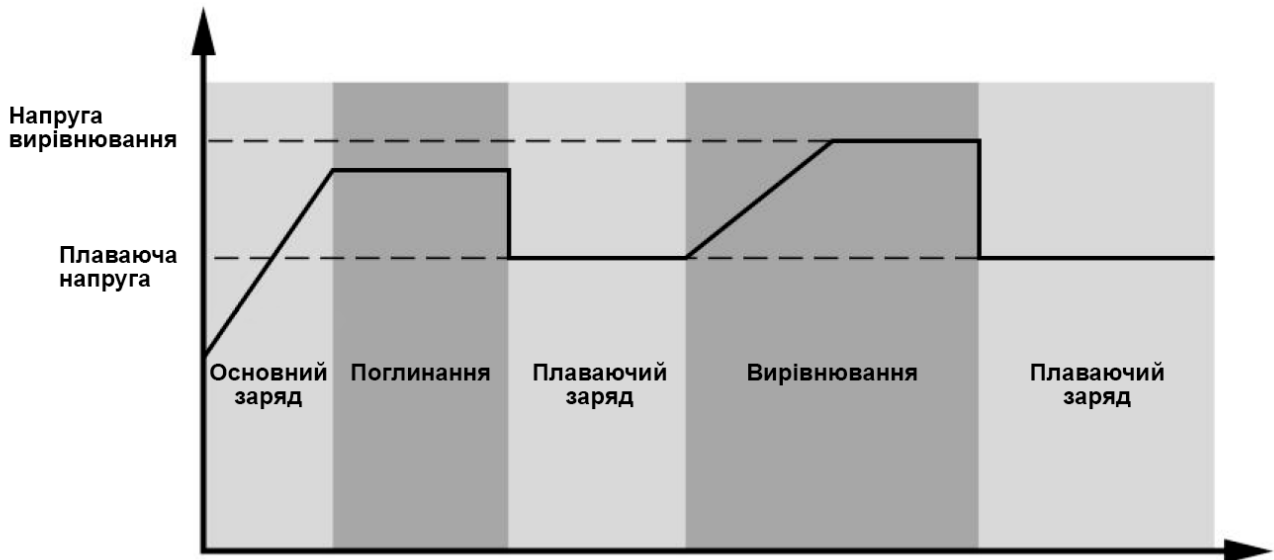 Напруга
вирівнювання
Плаваюча
напруга
Основний
заряд
Поглинання
Плаваючий
заряд
Вирівнювання
Плаваючий
заряд